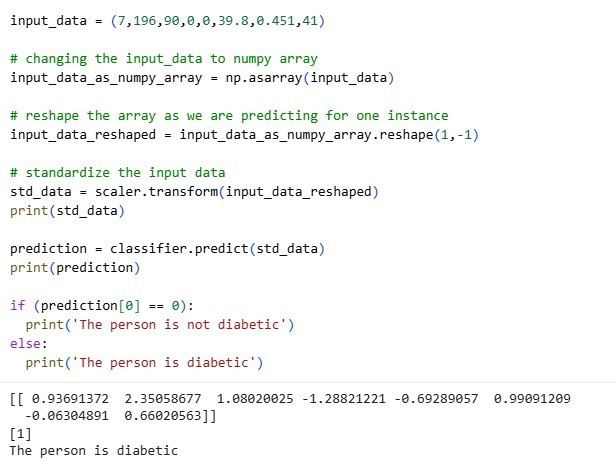 input_data = (7,196,90,0,0,39.8,0.451,41)
# changing the input_data to numpy array
input_data_as_numpy_array = np.asarray(input_data)
# reshape the array as we are predicting for one instance
input_data_reshaped = input_data_as_numpy_array.reshape(1,-1)
# standardize the input data
std_data = scaler.transform(input_data_reshaped)
print(std_data)
prediction = classifier.predict(std_data)
print(prediction)
if (prediction[0] == 0):
  print('The person is not diabetic')
else:
  print('The person is diabetic')
[[ 0.93691372  2.35058677  1.08020025 -1.28821221 -0.69289057  0.99091209
  -0.06304891  0.66020563]]
[1]
The person is diabetic